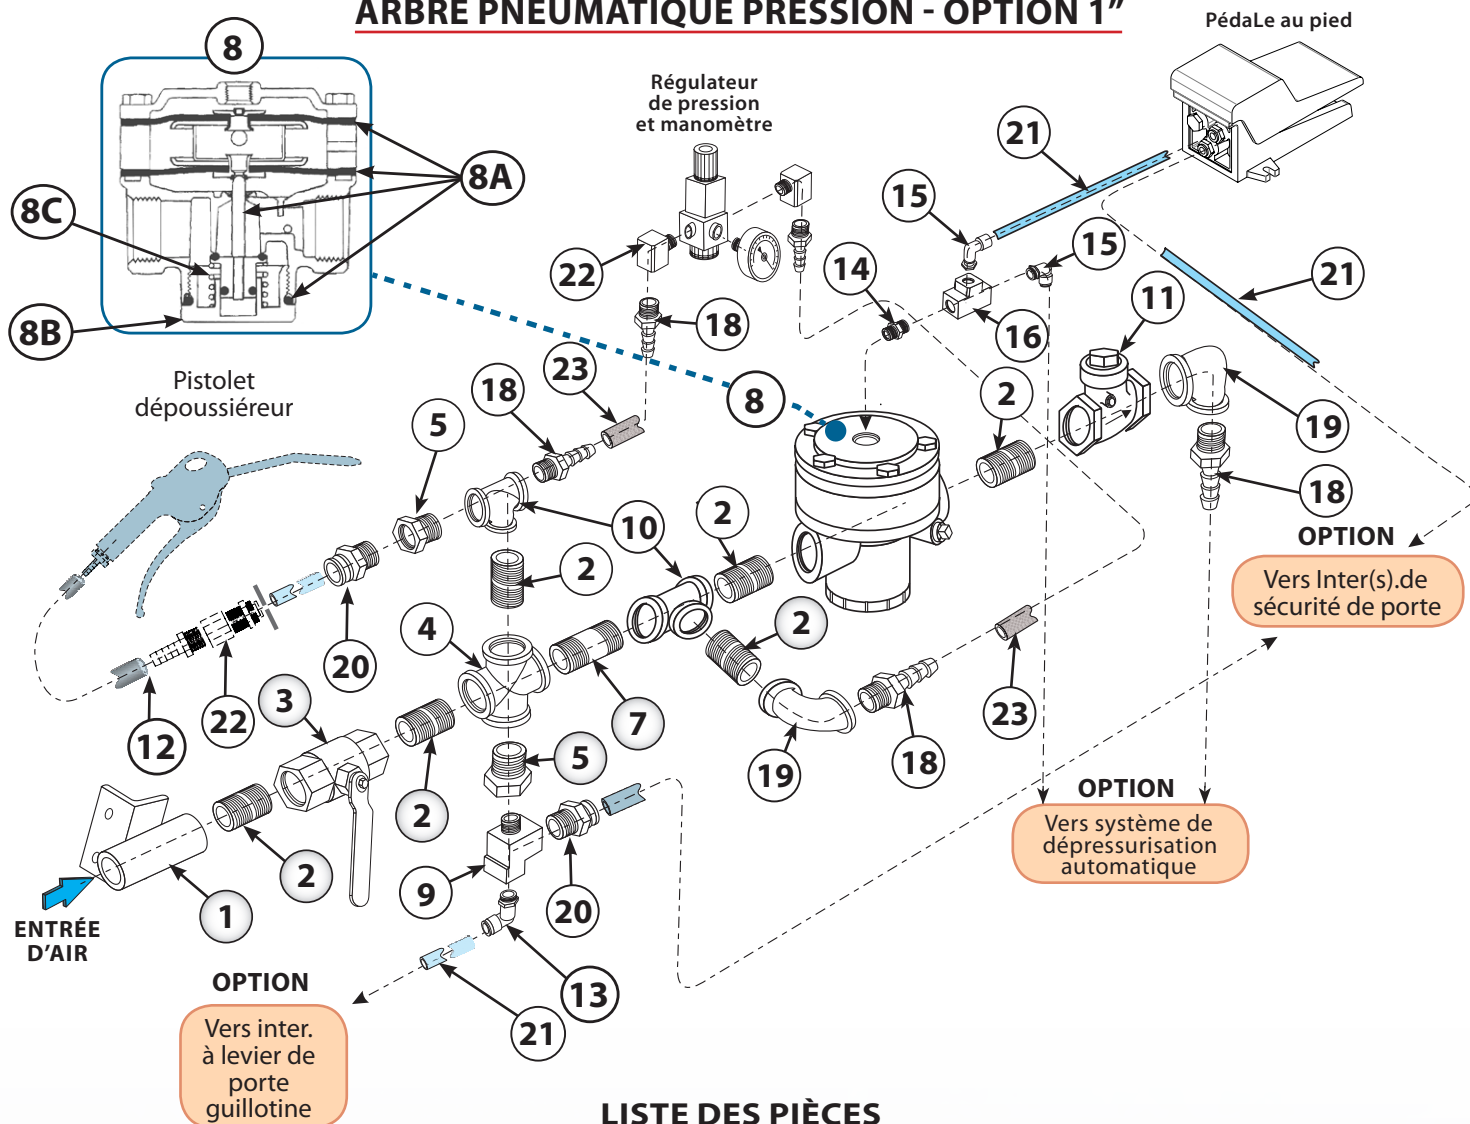 ARBRE PNEUMATIQUE PRESSION - OPTION 1”
PédaLe au pied
8
Régulateur
de pression
et manomètre
21
8A
15
8C
15
22
14
21
11
8B
18
16
Pistolet
dépoussiéreur
23
18
2
8
5
19
18
2
10
OPTION
2
Vers Inter(s).de
sécurité de porte
4
2
20
3
23
22
7
12
5
19
18
OPTION
2
Vers système de
dépressurisation
automatique
2
9
20
1
ENTRÉE
D’AIR
OPTION
13
21
Vers inter.
à levier de
porte
guillotine
LISTE DES PIÈCES